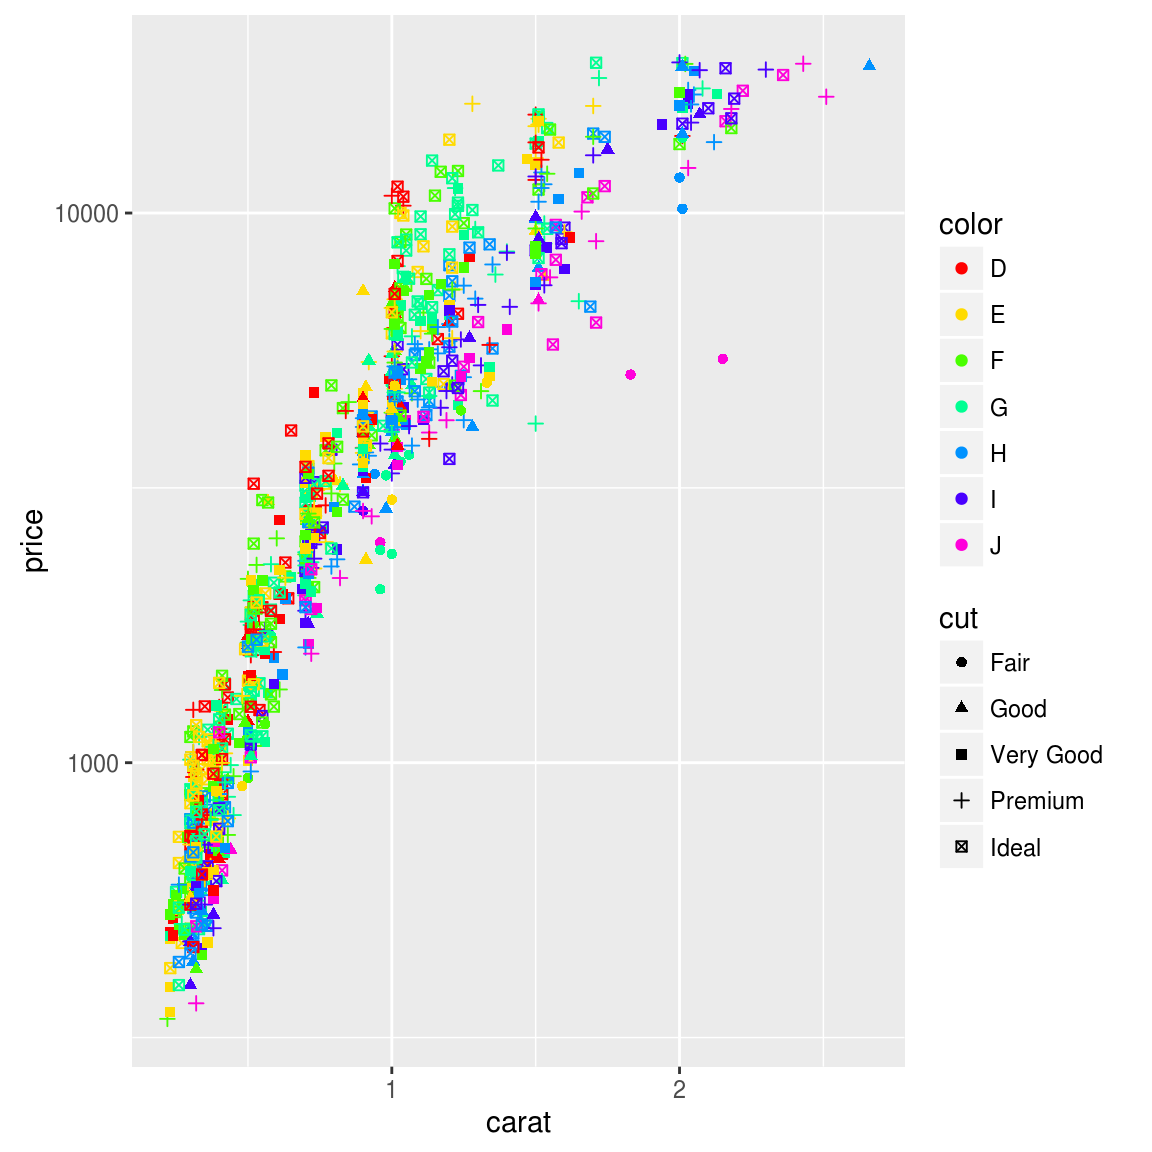 price
10000
1000
1
2
carat
color
D
E
F
G
H
I
J
cut
Fair
Good
Very Good
Premium
Ideal